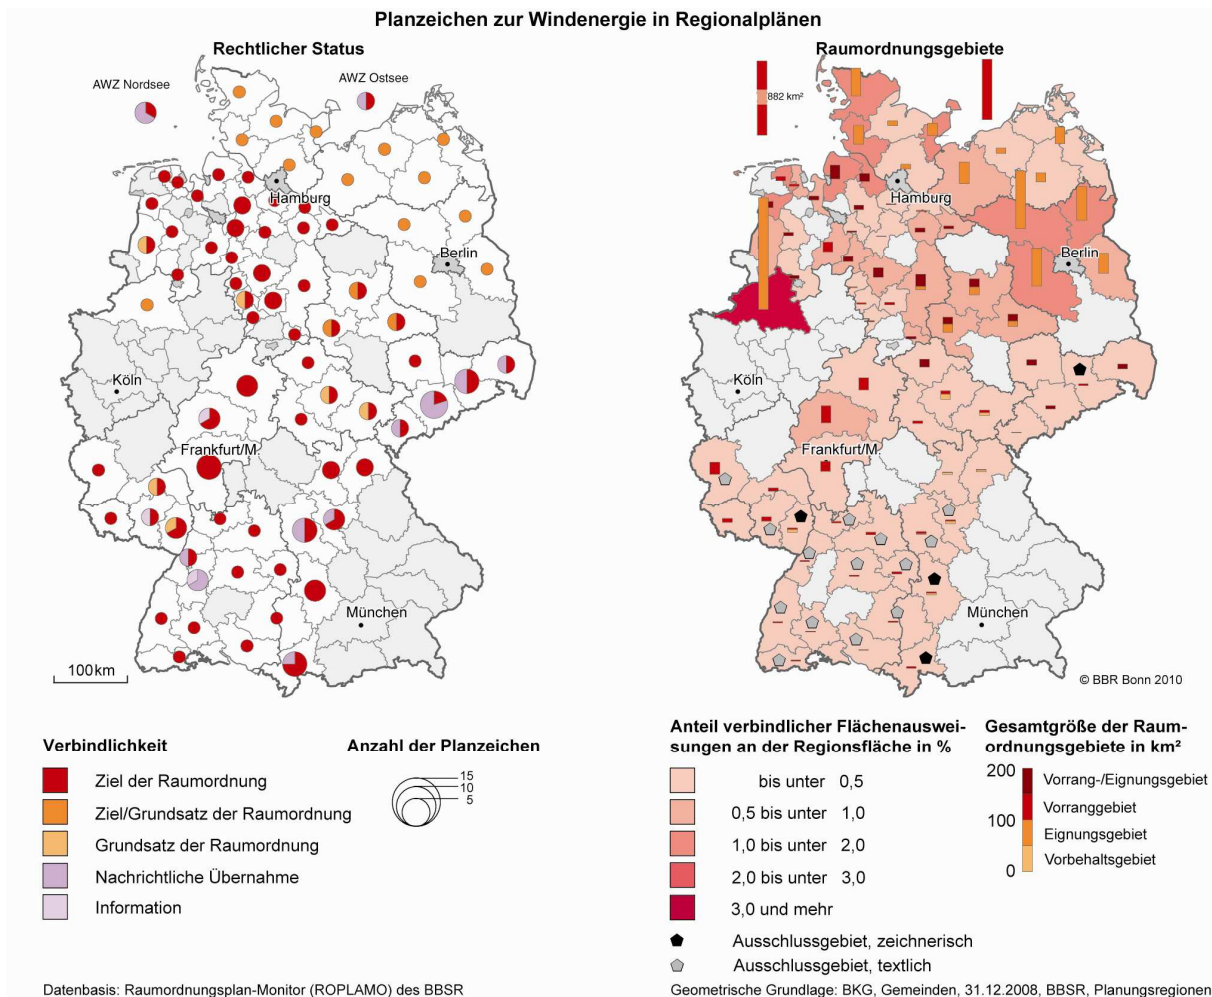 Planzeichen zur Windenergie in Regionalplänen
Rechtlicher Status
AWZ Nordsee
AWZ Ostsee
Hamburg
Berlin
Köln
Frankfurt/M.
München
100 km
Raumordnungsgebiete
882 km²
Hamburg
Berlin
Köln
Frankfurt/M.
München
© BBR Bonn 2010
Verbindlichkeit
Ziel der Raumordnung
Ziel/Grundsatz der Raumordnung
Grundsatz der Raumordnung
Nachrichtliche Übernahme
Information
Anzahl der Planzeichen
15
10
5
Anteil verbindlicher Flächenauswei-
sungen an der Regionsfläche in %
bis unter 0,5
0,5 bis unter 1,0
1,0 bis unter 2,0
2,0 bis unter 3,0
3,0 und mehr
Ausschlussgebiet, zeichnerisch
Ausschlussgebiet, textlich
Gesamtgröße der Raum-
ordnungsgebiete in km²
200
100
0
Vorrang-/Eignungsgebiet
Vorranggebiet
Eignungsgebiet
Vorbehaltsgebiet
Datenbasis: Raumordnungsplan-Monitor (ROPLAMO) des BBSR
Geometrische Grundlage: BKG, Gemeinden, 31.12.2008, BBSR, Planungsregionen